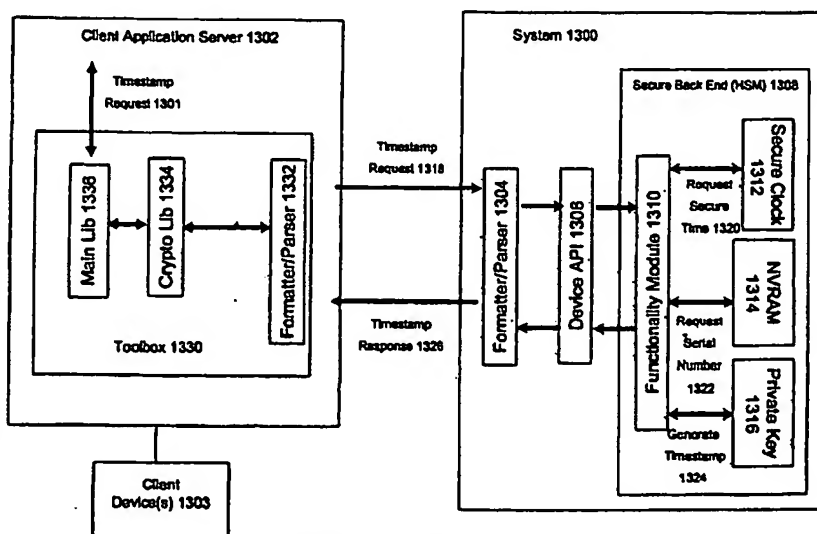 Client Application Server 1302
Timestamp
Request 1301
Main Lib 1338
Crypto Lib 1334
Formatter/Parser 1332
Toolbox 1330
Client
Device(s) 1303
Timestamp
Request 1318
Timestamp
Response 1326
System 1300
Formatter/Parser 1304
Device API 1308
Secure Back End (HSM) 1308
Functionality Module 1310
Request
Secure
Time 1320
Secure Clock
1312
Request
Serial
Number
1322
NVRAM
1314
Generate
Timestamp
1324
Private Key
1316